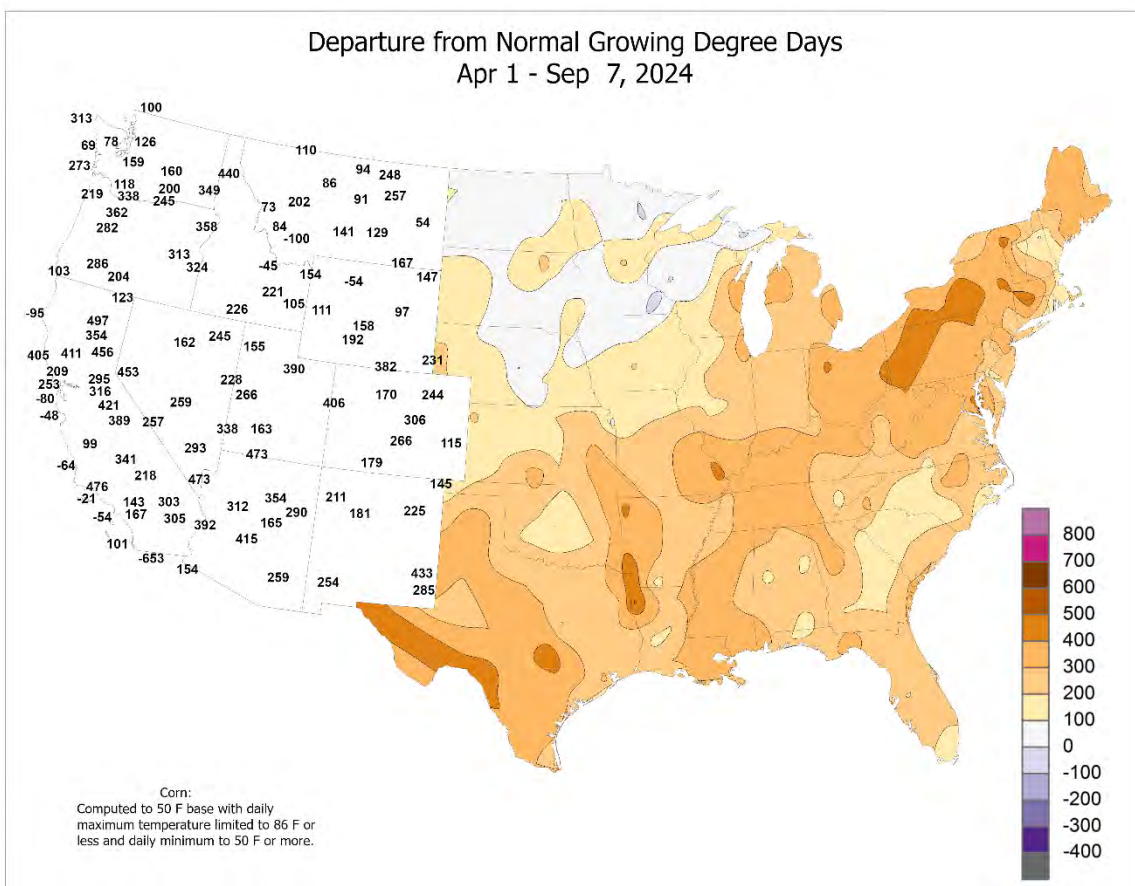 Departure from Normal Growing Degree Days
Apr 1 - Sep 7, 2024
100
313
69 78 126
110
273 159 160 440 94 248
118 200 349 86
219 338 245 73 202 91 257
362
282 358 84 -100 141 129 54
286 313 -45 167
103 204 324 154 -54 147
123 221 105 111 97
-95 226
497 158
354 162 245 192
405 411 456 155
209 453 390 382 231
253 295 228
-80 316 266 170 244
-48 421 259 406
389 257 306
338 163 266 115
99 293
-64 341 473 179
218 473 145
476
-21 143 303 312 354 211 225
-54 167 305 392 165 290 181
101 415
-653
154 259 254 433
285
800
700
600
500
400
300
200
100
0
-100
-200
-300
-400
Corn:
Computed to 50 F base with daily
maximum temperature limited to 86 F or
less and daily minimum to 50 F or more.